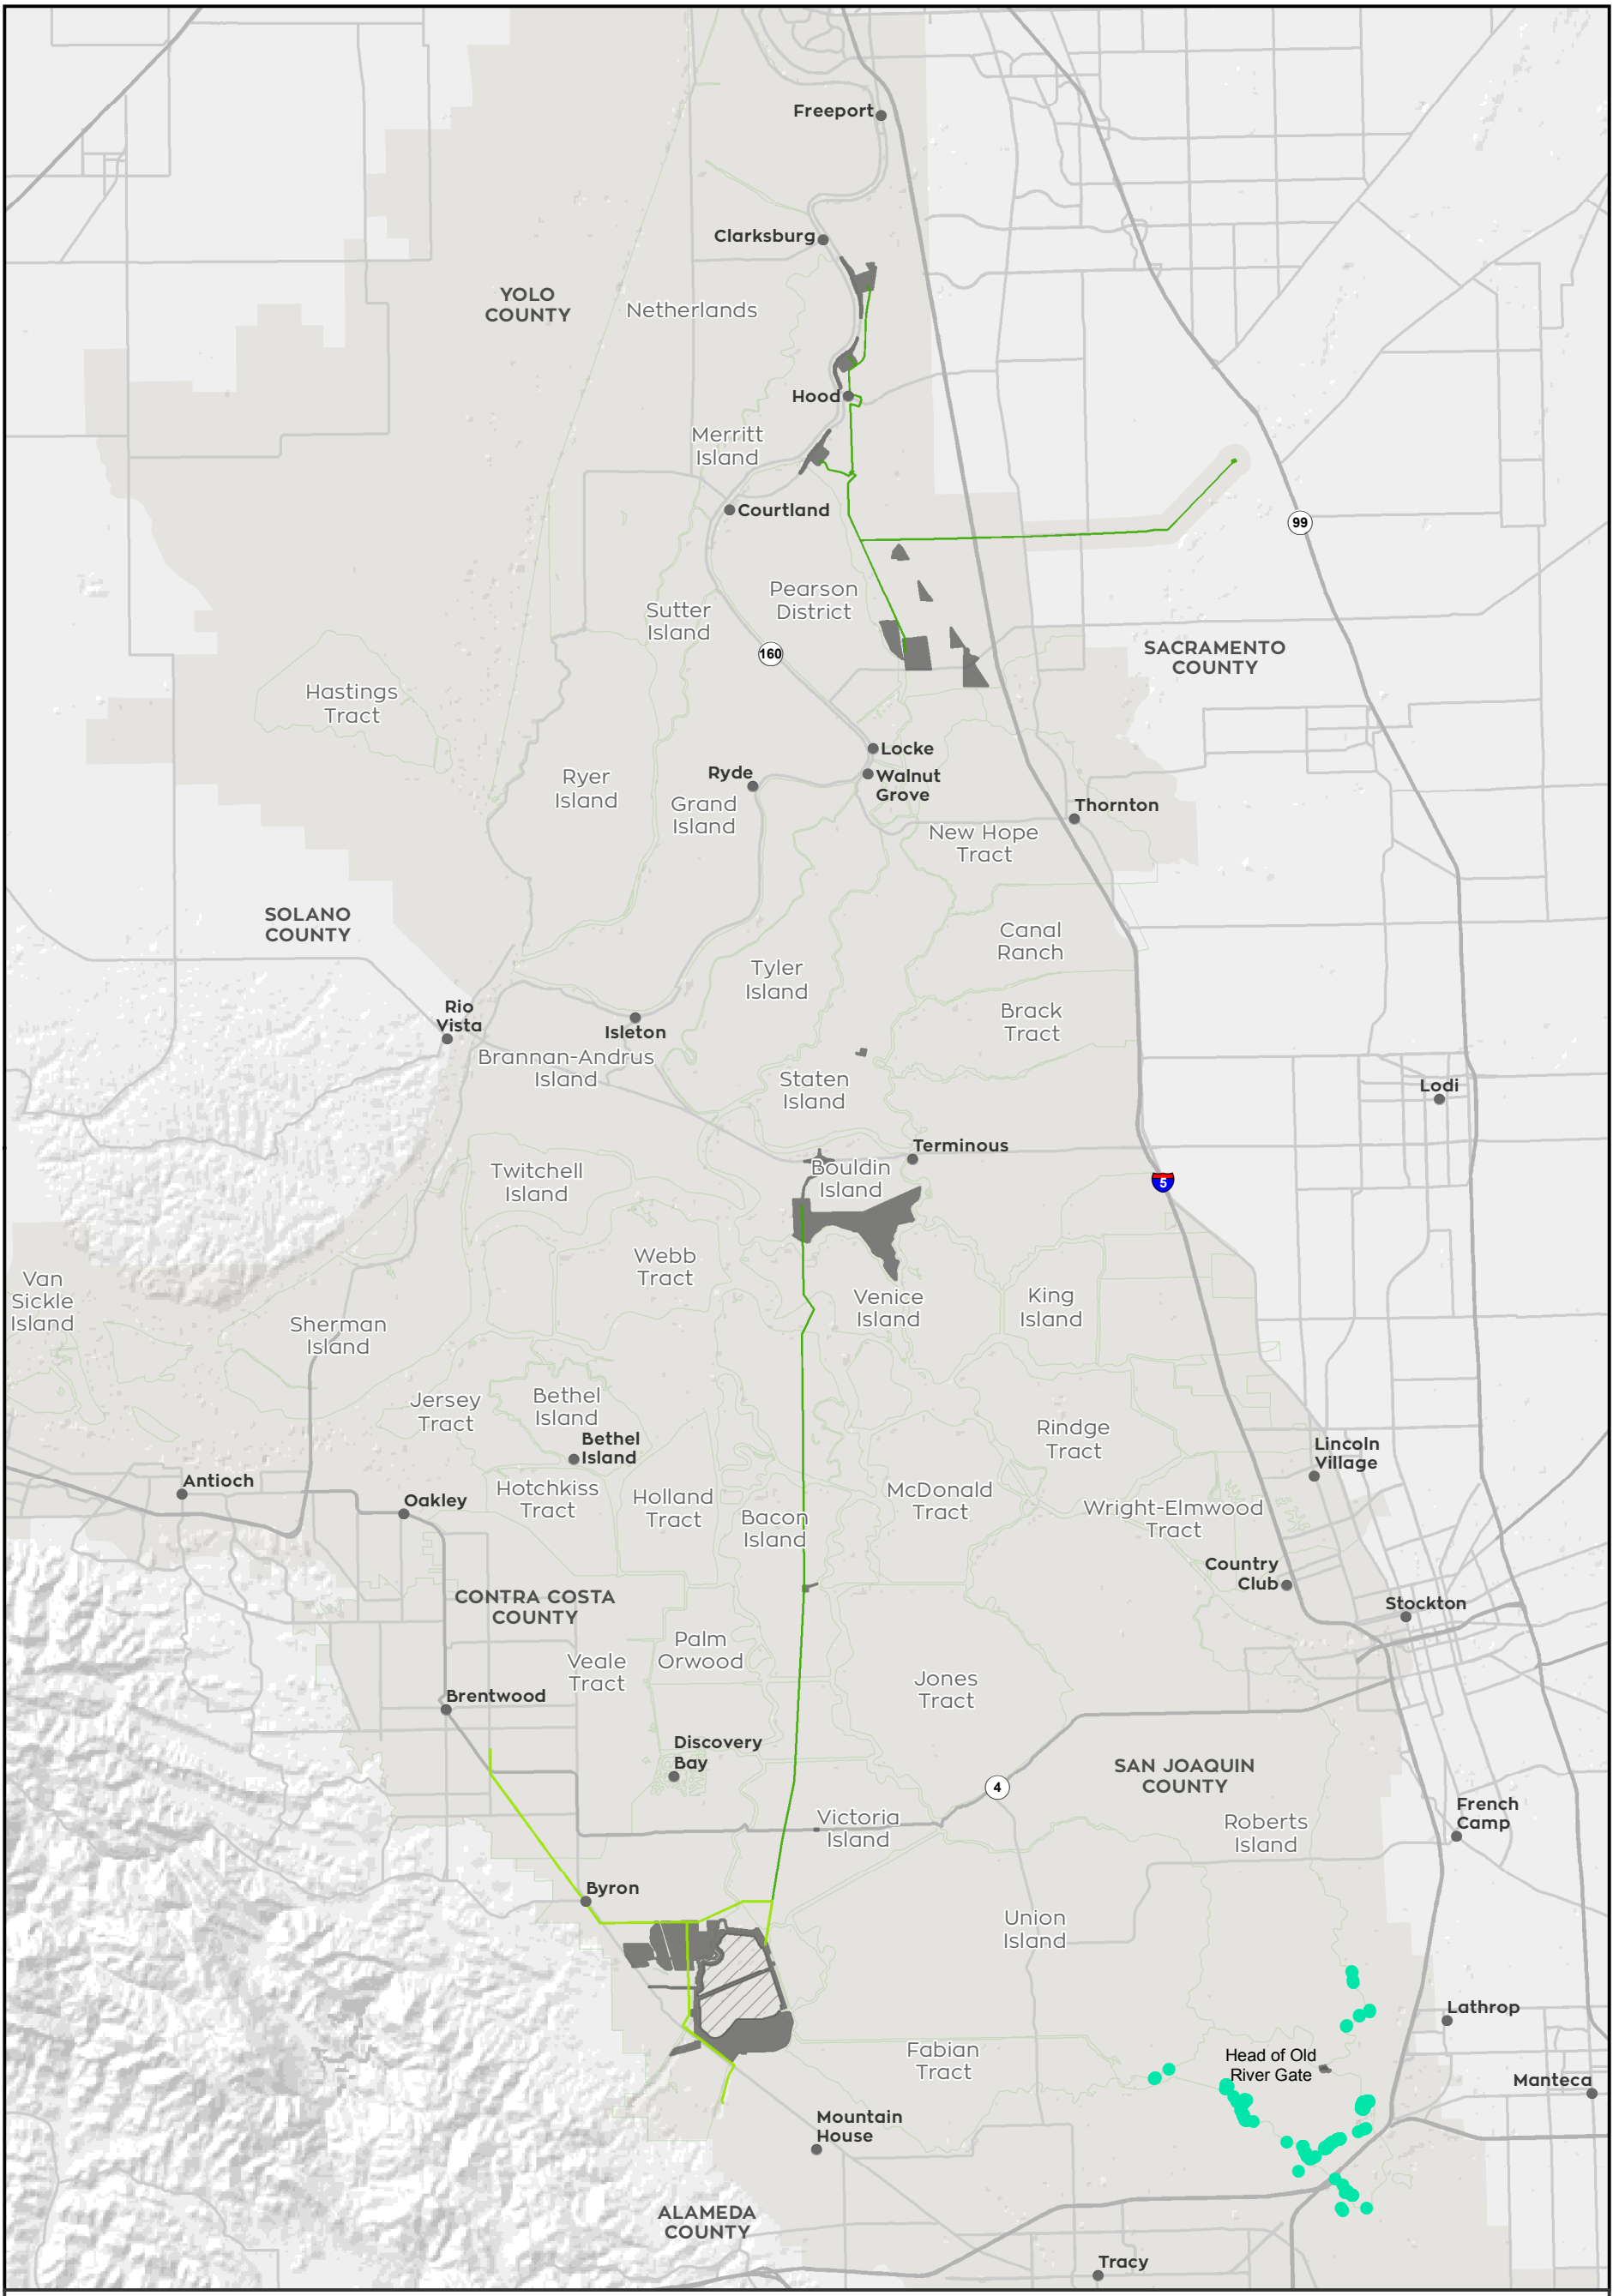 Freeport
Clarksburg
YOLO
COUNTY
Netherlands
Hood
Merritt
Island
Courtland
99
Pearson
District
Sutter
Island
160
SACRAMENTO
COUNTY
Hastings
Tract
Locke
Ryde
Walnut
Grove
Ryer
Island
Grand
Island
Thornton
New Hope
Tract
SOLANO
COUNTY
Canal
Ranch
Tyler
Island
Rio
Vista
Isleton
Brack
Tract
Brannan-Andrus
Island
Staten
Island
Lodi
Terminous
Twitchell
Island
Bouldin
Island
5
Webb
Tract
Van
Sickle
Island
Venice
Island
King
Island
Sherman
Island
Jersey
Tract
Bethel
Island
Bethel
Island
Rindge
Tract
Lincoln
Village
Antioch
Oakley
Hotchkiss
Tract
Holland
Tract
Bacon
Island
McDonald
Tract
Wright-Elmwood
Tract
Country
Club
CONTRA COSTA
COUNTY
Stockton
Palm
Orwood
Veale
Tract
Jones
Tract
Brentwood
Discovery
Bay
SAN JOAQUIN
COUNTY
4
Victoria
Island
Roberts
Island
French
Camp
Byron
Union
Island
Lathrop
Fabian
Tract
Head of Old
River Gate
Manteca
Mountain
House
ALAMEDA
COUNTY
Tracy